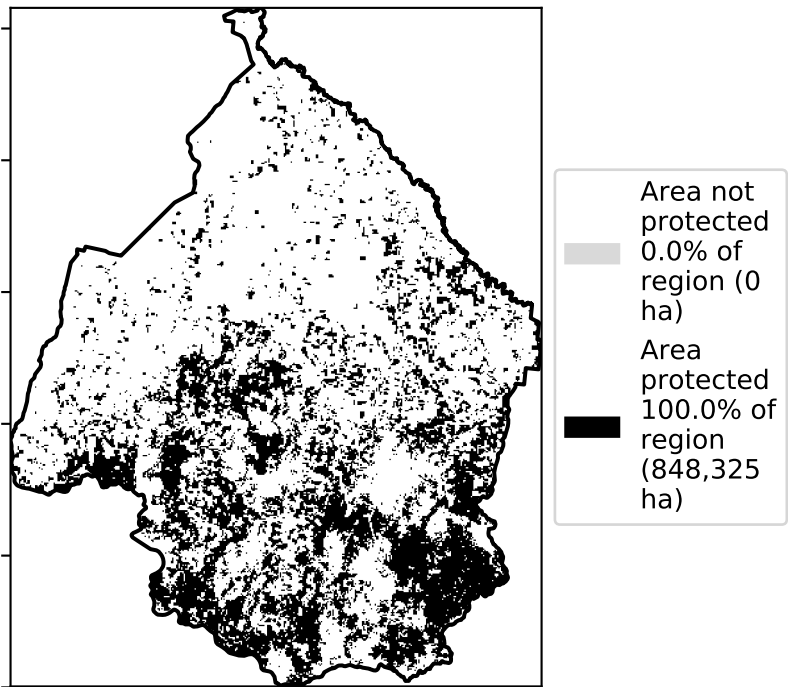 Area not
protected
0.0% of
region (0
ha)
Area
protected
100.0% of
region
(848,325
ha)